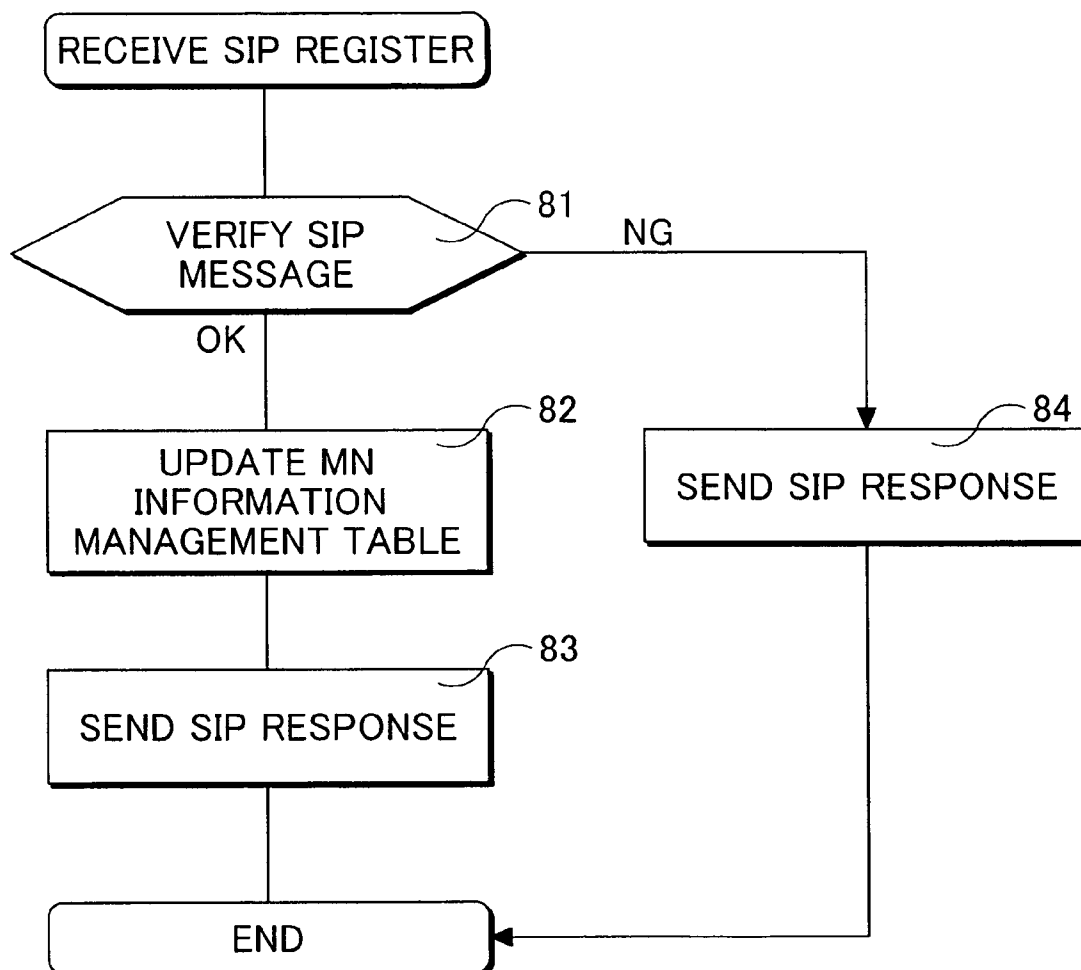 RECEIVE SIP REGISTER
81
VERIFY SIP
MESSAGE
NG
OK
82
UPDATE MN
INFORMATION
MANAGEMENT TABLE
84
SEND SIP RESPONSE
83
SEND SIP RESPONSE
END